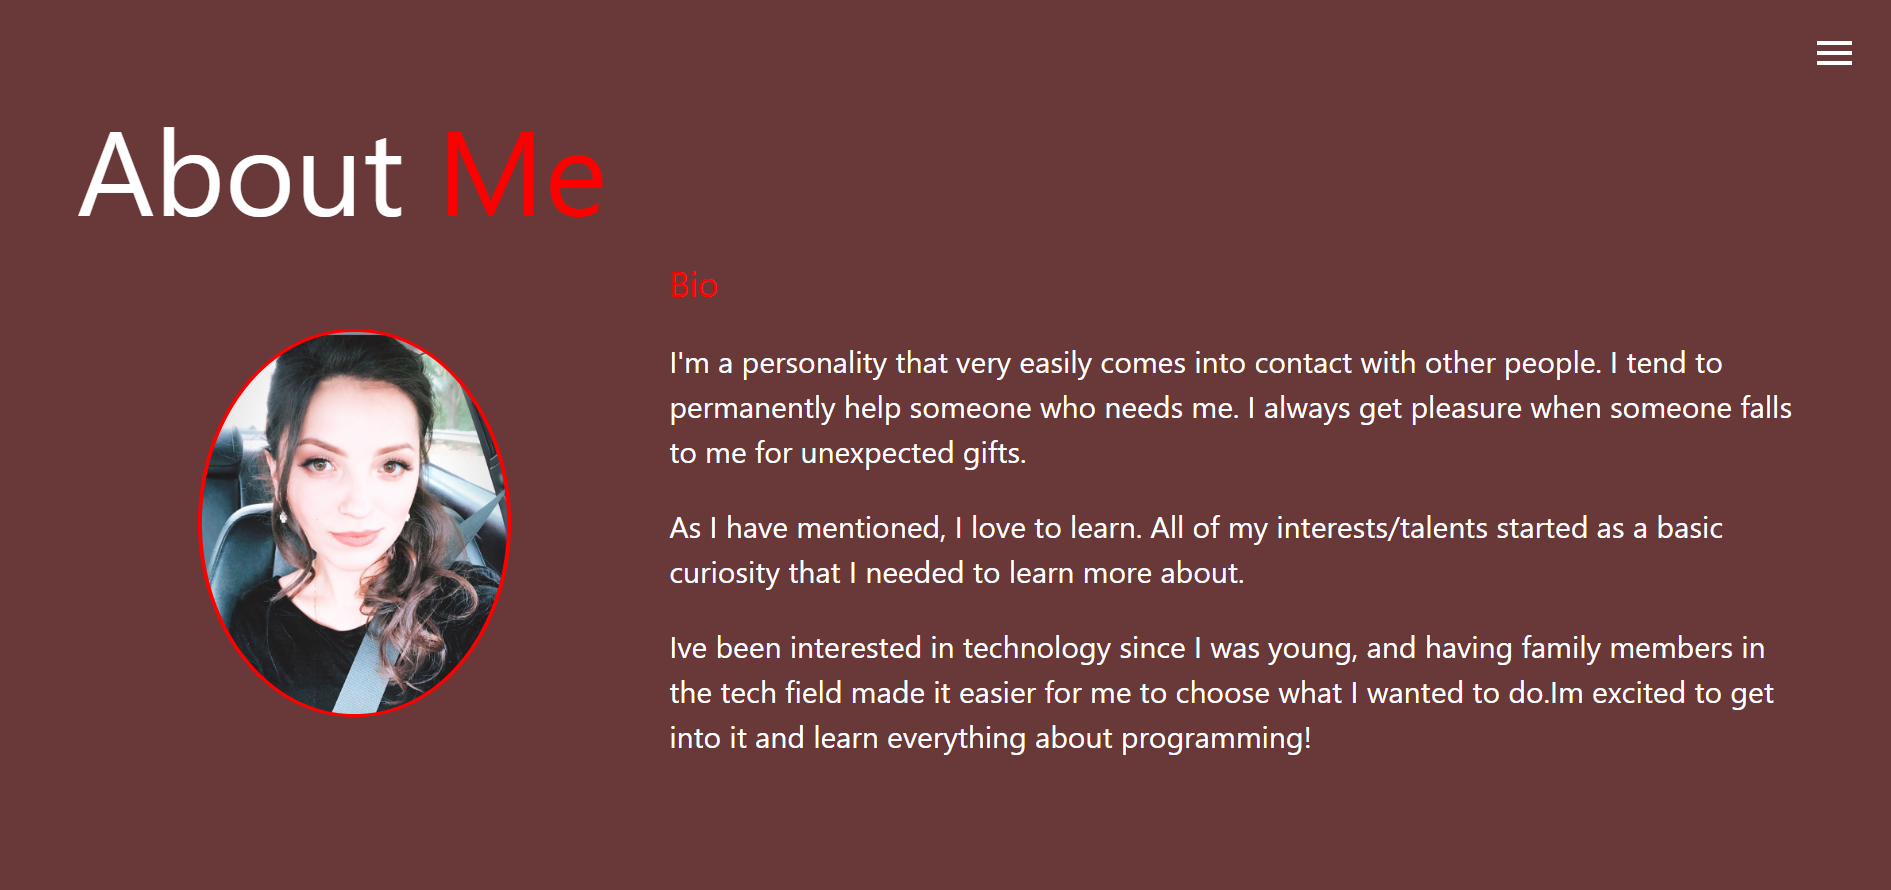 About Me
Bio
I'm a personality that very easily comes into contact with other people. I tend to
permanently help someone who needs me. I always get pleasure when someone falls
to me for unexpected gifts.
As I have mentioned, I love to learn. All of my interests/talents started as a basic
curiosity that I needed to learn more about.
Ive been interested in technology since I was young, and having family members in
the tech field made it easier for me to choose what I wanted to do.Im excited to get
into it and learn everything about programming!